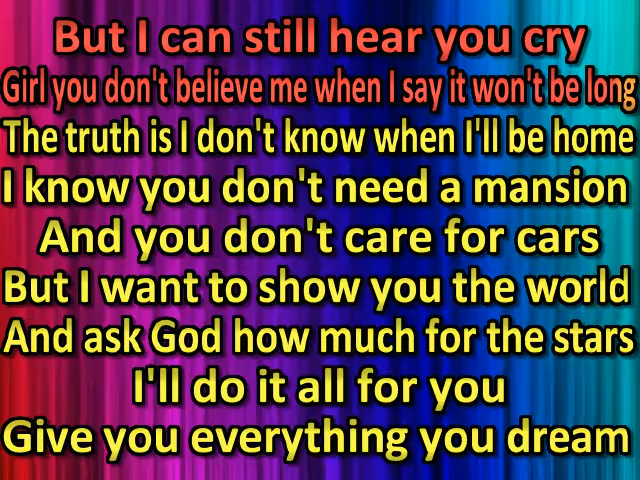 But I can still hear you cry
Girl you don't believe me when I say it won't be long
The truth is I don't know when I'll be home
I know you don't need a mansion
And you don't care for cars
But I want to show you the world
And ask God how much for the stars
I'll do it all for you
Give you everything you dream